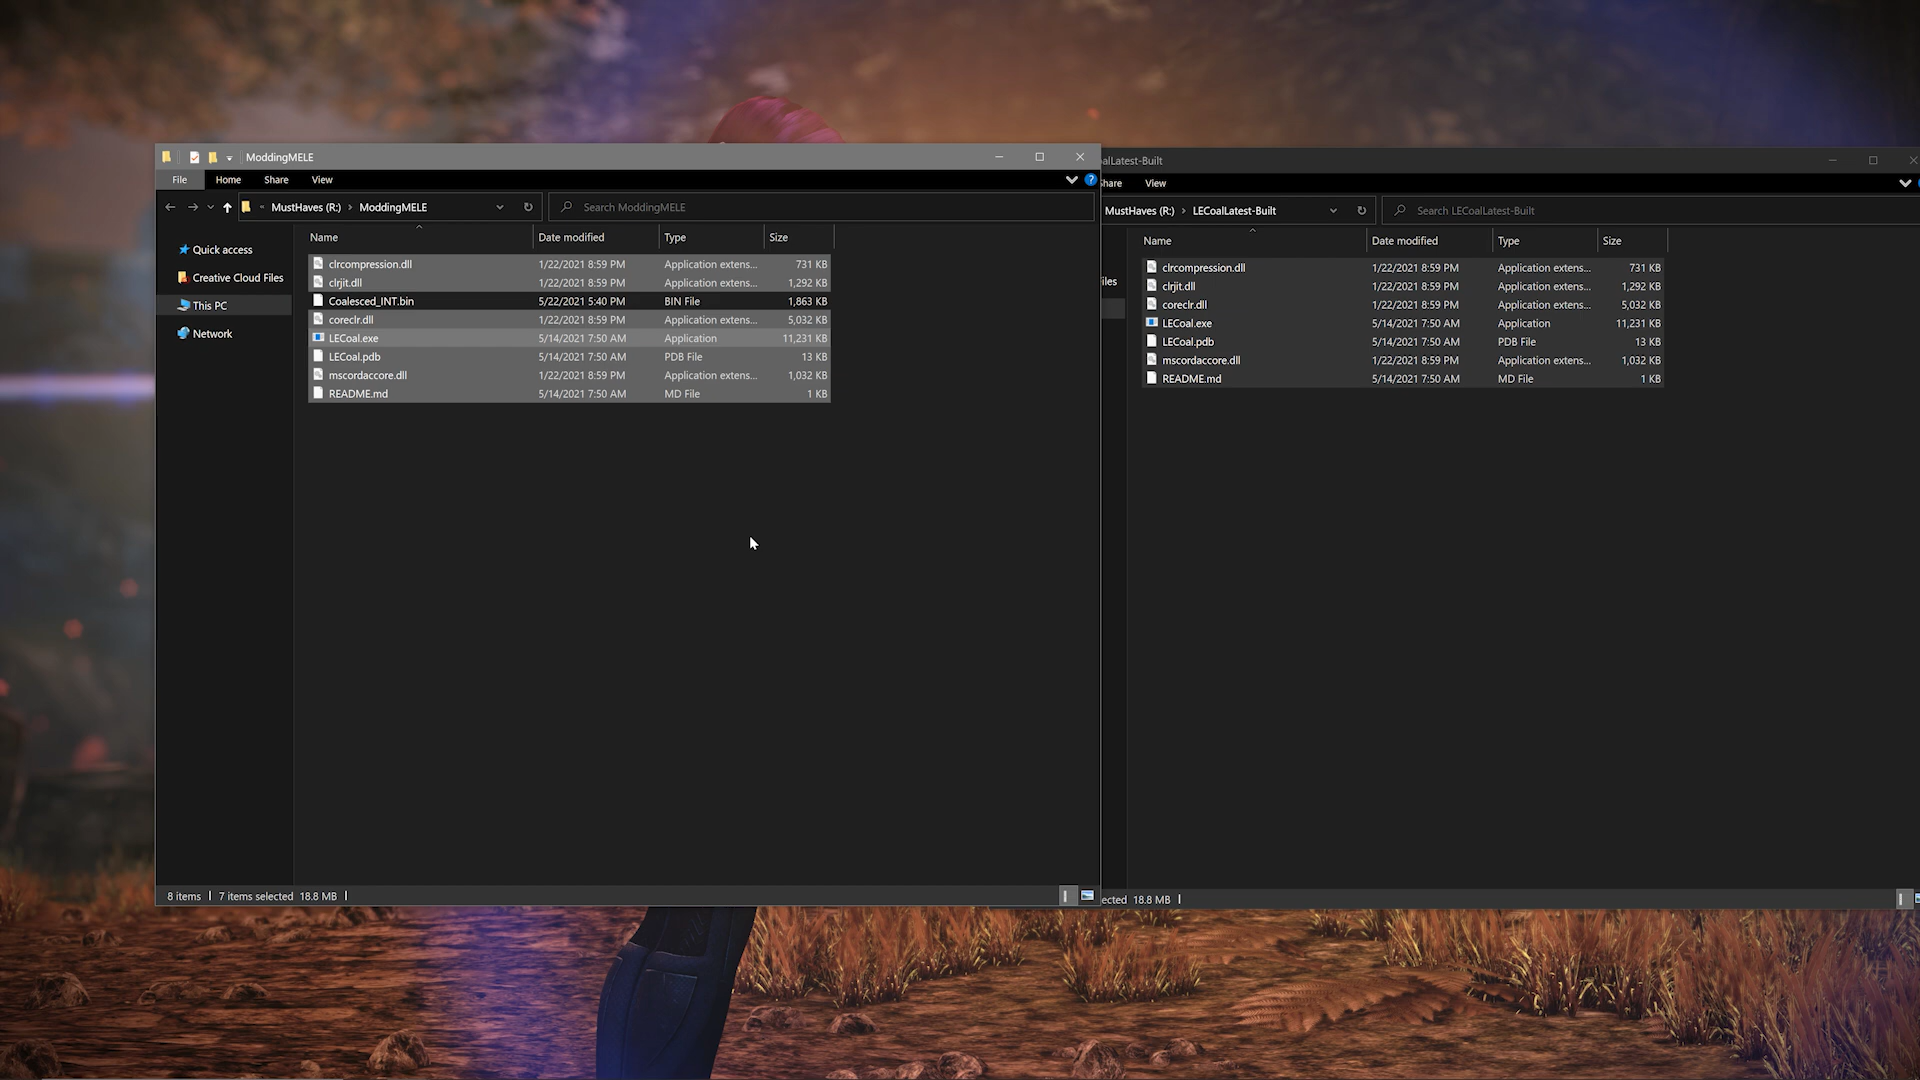 ModdingMELE
File Home Share View
MustHaves (R:) › ModdingMELE
Search ModdingMELE
Quick access
Creative Cloud Files
This PC
Network
Name Date modified Type Size
clrcompression.dll 1/22/2021 8:59 PM Application extens... 731 KB
clrjit.dll 1/22/2021 8:59 PM Application extens... 1,292 KB
Coalesced_INT.bin 5/22/2021 5:40 PM BIN File 1,863 KB
coreclr.dll 1/22/2021 8:59 PM Application extens... 5,032 KB
LECoal.exe 5/14/2021 7:50 AM Application 11,231 KB
LECoal.pdb 5/14/2021 7:50 AM PDB File 13 KB
mscordaccore.dll 1/22/2021 8:59 PM Application extens... 1,032 KB
README.md 5/14/2021 7:50 AM MD File 1 KB
8 items 7 items selected 18.8 MB
alLatest-Built
hare View
MustHaves (R:) › LECoalLatest-Built
Search LECoalLatest-Built
iles
Name Date modified Type Size
clrcompression.dll 1/22/2021 8:59 PM Application extens... 731 KB
clrjit.dll 1/22/2021 8:59 PM Application extens... 1,292 KB
coreclr.dll 1/22/2021 8:59 PM Application extens... 5,032 KB
LECoal.exe 5/14/2021 7:50 AM Application 11,231 KB
LECoal.pdb 5/14/2021 7:50 AM PDB File 13 KB
mscordaccore.dll 1/22/2021 8:59 PM Application extens... 1,032 KB
README.md 5/14/2021 7:50 AM MD File 1 KB
ected 18.8 MB